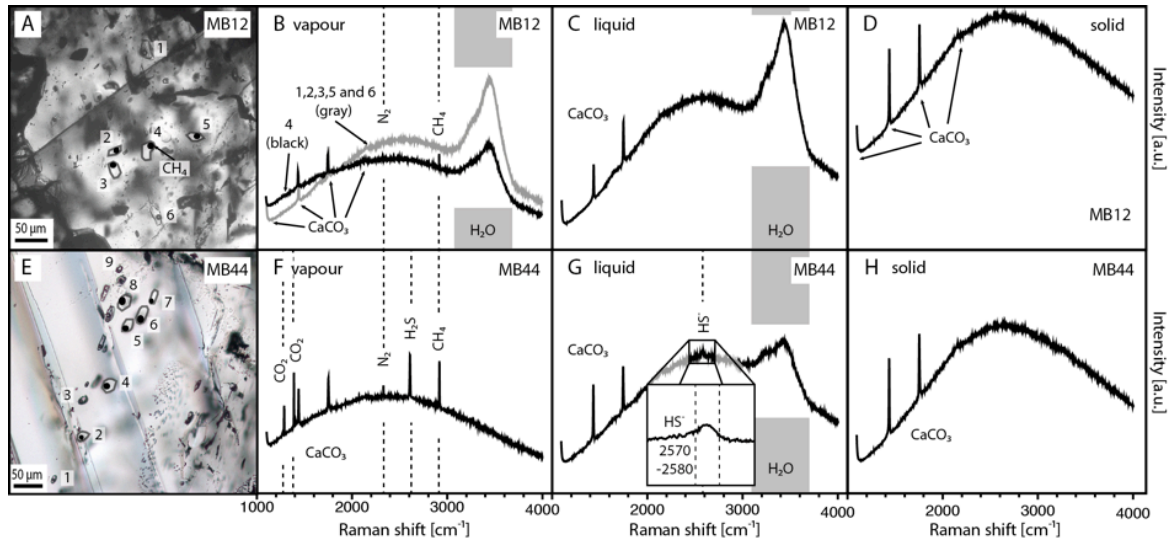 A MB12
1
2
4
5
3
CH₄
6
50 µm
B vapour MB12
1,2,3,5 and 6
(gray)
4
(black)
N₂
CH₄
CaCO₃
H₂O
C liquid MB12
CaCO₃
H₂O
D solid
CaCO₃
MB12
Intensity [a.u.]
E MB44
9
8
7
6
5
4
3
2
1
50 µm
F vapour MB44
CO₂
CO₂
N₂
H₂S
CH₄
CaCO₃
1000 2000 3000 4000
Raman shift [cm⁻¹]
G liquid MB44
HS⁻
CaCO₃
HS⁻
2570
-2580
H₂O
2000 3000 4000
Raman shift [cm⁻¹]
H solid MB44
CaCO₃
2000 3000 4000
Raman shift [cm⁻¹]
Intensity [a.u.]